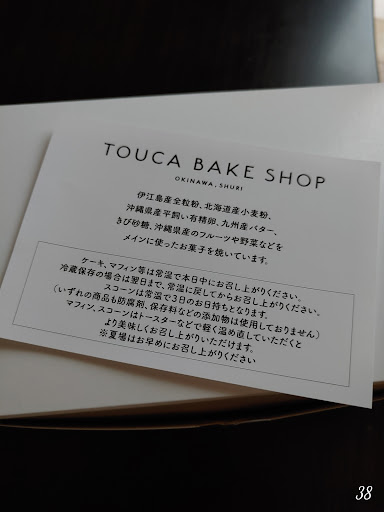 TOUCA BAKE SHOP
OKINAWA, SHURI
伊江島産全粒粉、北海道産小麦粉、
沖縄県産平飼い有精卵、九州産バター、
きび砂糖、沖縄県産のフルーツや野菜などを
メインに使ったお菓子を焼いています。
ケーキ、マフィン等は常温で本日中にお召し上がりください。
冷蔵保存の場合は翌日まで、常温に戻してからお召し上がりください。
スコーンは常温で3日のお日持ちとなります。
(いずれの商品も防腐剤、保存料などの添加物は使用しておりません)
マフィン、スコーンはトースターなどで軽く温め直していただくと
より美味しくお召し上がりいただけます。
※夏場はお早めにお召し上がりください
38